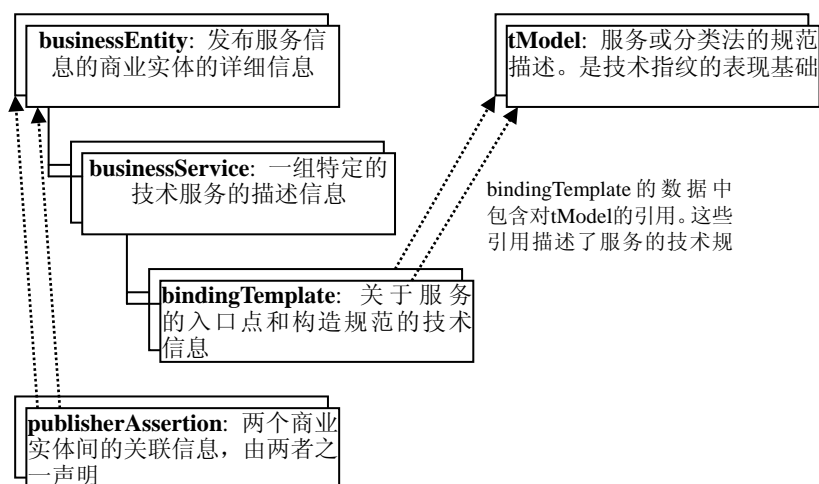 businessEntity: 发布服务信
息的商业实体的详细信息
tModel: 服务或分类法的规范
描述。是技术指纹的表现基础
businessService: 一组特定的
技术服务的描述信息
bindingTemplate 的数据中
包含对tModel的引用。这些
引用描述了服务的技术规
bindingTemplate: 关于服务
的入口点和构造规范的技术
信息
publisherAssertion: 两个商业
实体间的关联信息，由两者之
一声明